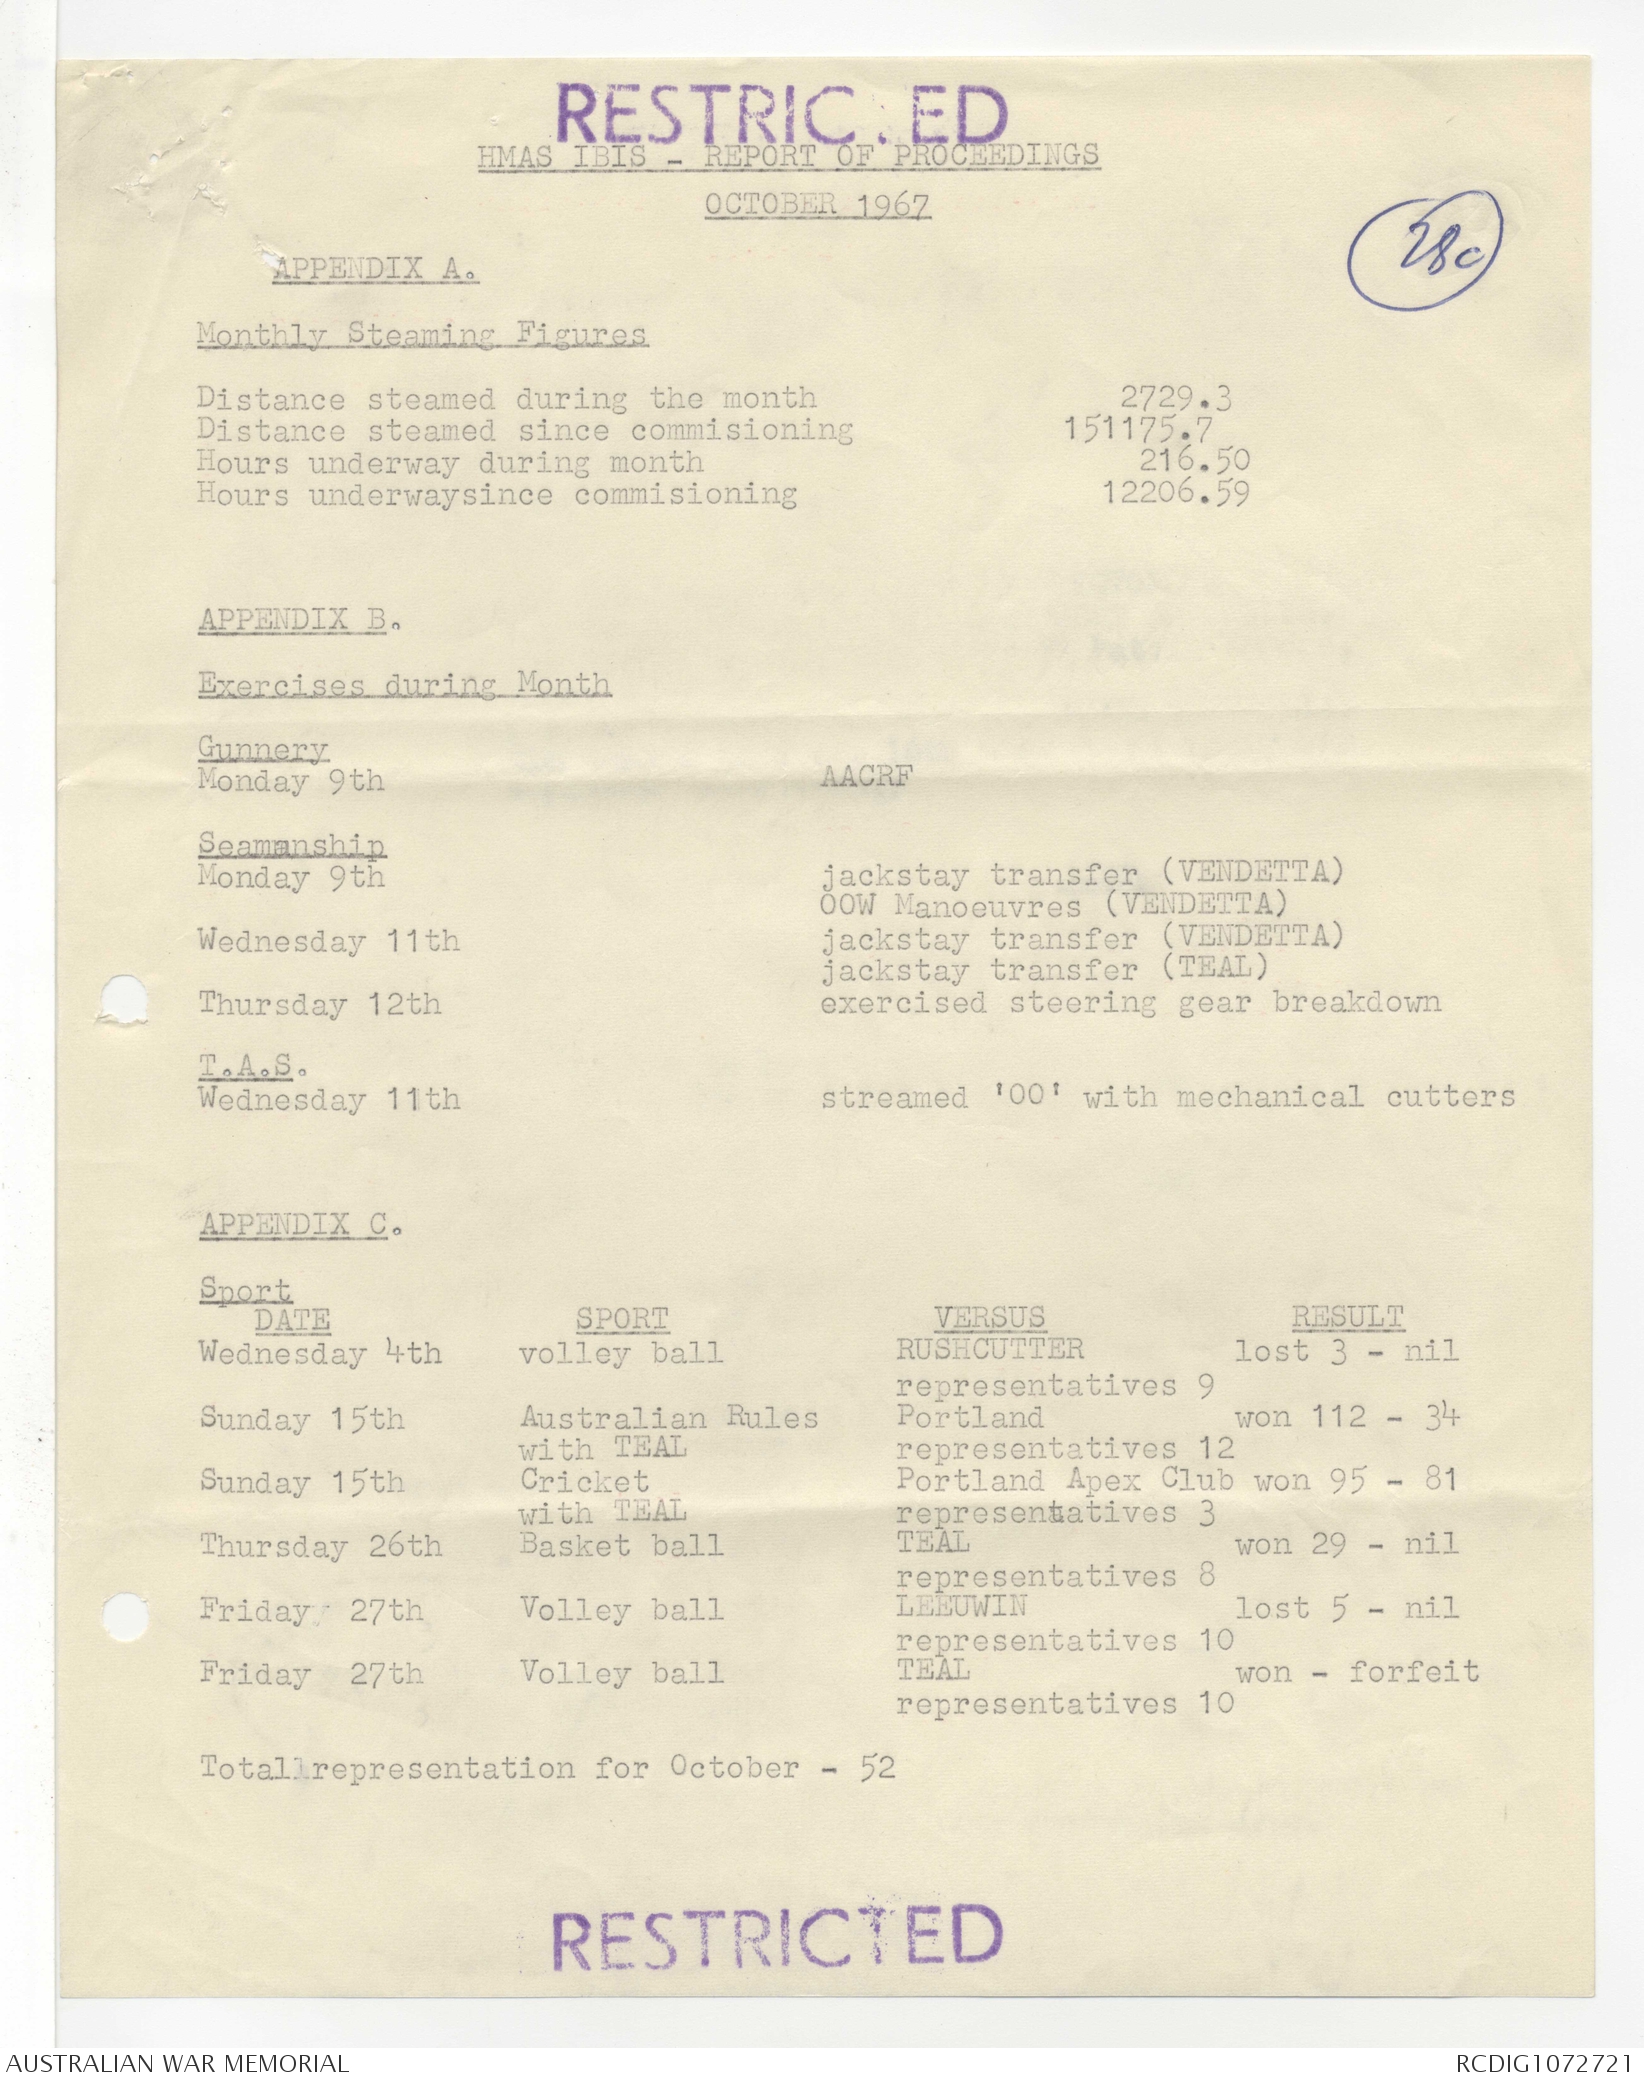 RESTRIC.ED
HMAS IBIS - REPORT OF PROCEEDINGS
OCTOBER 1967
28c
APPENDIX A.
Monthly Steaming Figures
Distance steamed during the month 2729.3
Distance steamed since commisioning 151175.7
Hours underway during month 216.50
Hours underwaysince commisioning 12206.59
APPENDIX B.
Exercises during Month
Gunnery
Monday 9th AACRF
Seamanship
Monday 9th jackstay transfer (VENDETTA)
OOW Manoeuvres (VENDETTA)
Wednesday 11th jackstay transfer (VENDETTA)
jackstay transfer (TEAL)
Thursday 12th exercised steering gear breakdown
T.A.S.
Wednesday 11th streamed 'OO' with mechanical cutters
APPENDIX C.
Sport
DATE SPORT VERSUS RESULT
Wednesday 4th volley ball RUSHCUTTER lost 3 - nil
representatives 9
Sunday 15th Australian Rules Portland won 112 - 34
with TEAL representatives 12
Sunday 15th Cricket Portland Apex Club won 95 - 81
with TEAL representatives 3
Thursday 26th Basket ball TEAL won 29 - nil
representatives 8
Friday 27th Volley ball LEEUWIN lost 5 - nil
representatives 10
Friday 27th Volley ball TEAL won - forfeit
representatives 10
Total representation for October - 52
RESTRICTED
AUSTRALIAN WAR MEMORIAL RCDIG1072721